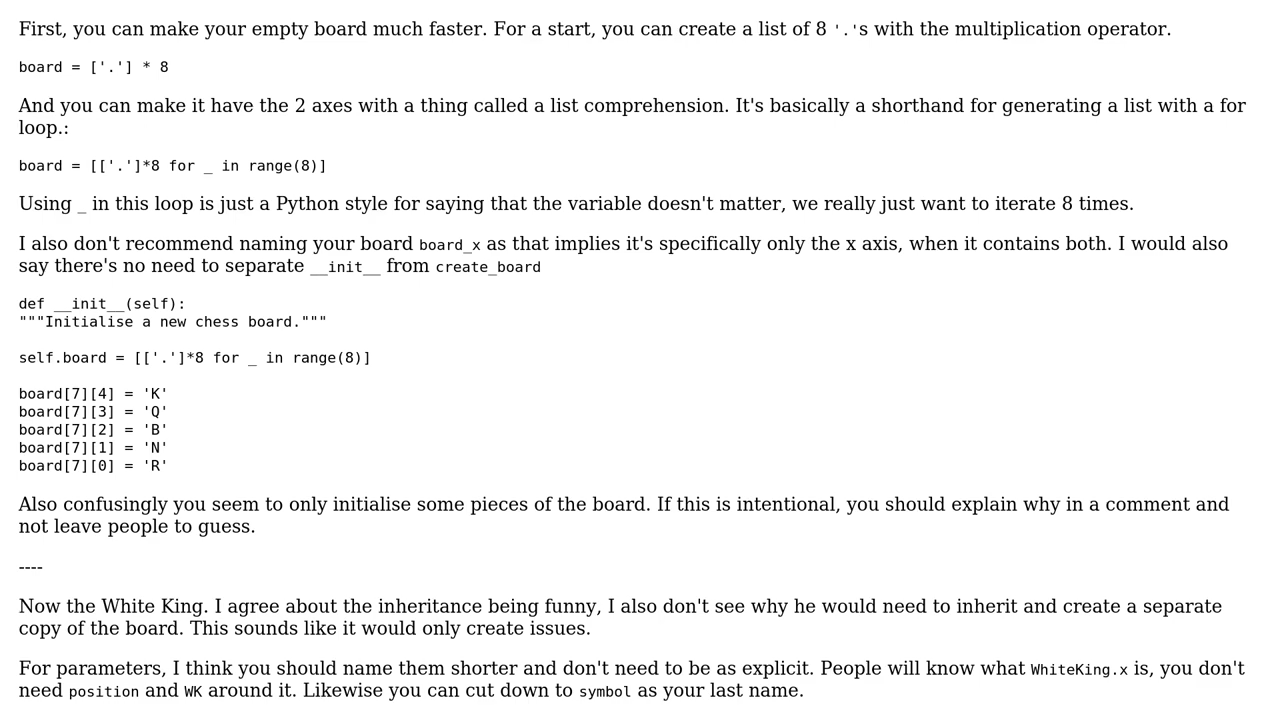 First, you can make your empty board much faster. For a start, you can create a list of 8 '.'s with the multiplication operator.
board = ['.'] * 8
And you can make it have the 2 axes with a thing called a list comprehension. It's basically a shorthand for generating a list with a for
loop.:
board = [['.']*8 for _ in range(8)]
Using _ in this loop is just a Python style for saying that the variable doesn't matter, we really just want to iterate 8 times.
I also don't recommend naming your board board_x as that implies it's specifically only the x axis, when it contains both. I would also
say there's no need to separate __init__ from create_board
def __init__(self):
"""Initialise a new chess board."""
self.board = [['.']*8 for _ in range(8)]
board[7][4] = 'K'
board[7][3] = 'Q'
board[7][2] = 'B'
board[7][1] = 'N'
board[7][0] = 'R'
Also confusingly you seem to only initialise some pieces of the board. If this is intentional, you should explain why in a comment and
not leave people to guess.
----
Now the White King. I agree about the inheritance being funny, I also don't see why he would need to inherit and create a separate
copy of the board. This sounds like it would only create issues.
For parameters, I think you should name them shorter and don't need to be as explicit. People will know what WhiteKing.x is, you don't
need position and WK around it. Likewise you can cut down to symbol as your last name.